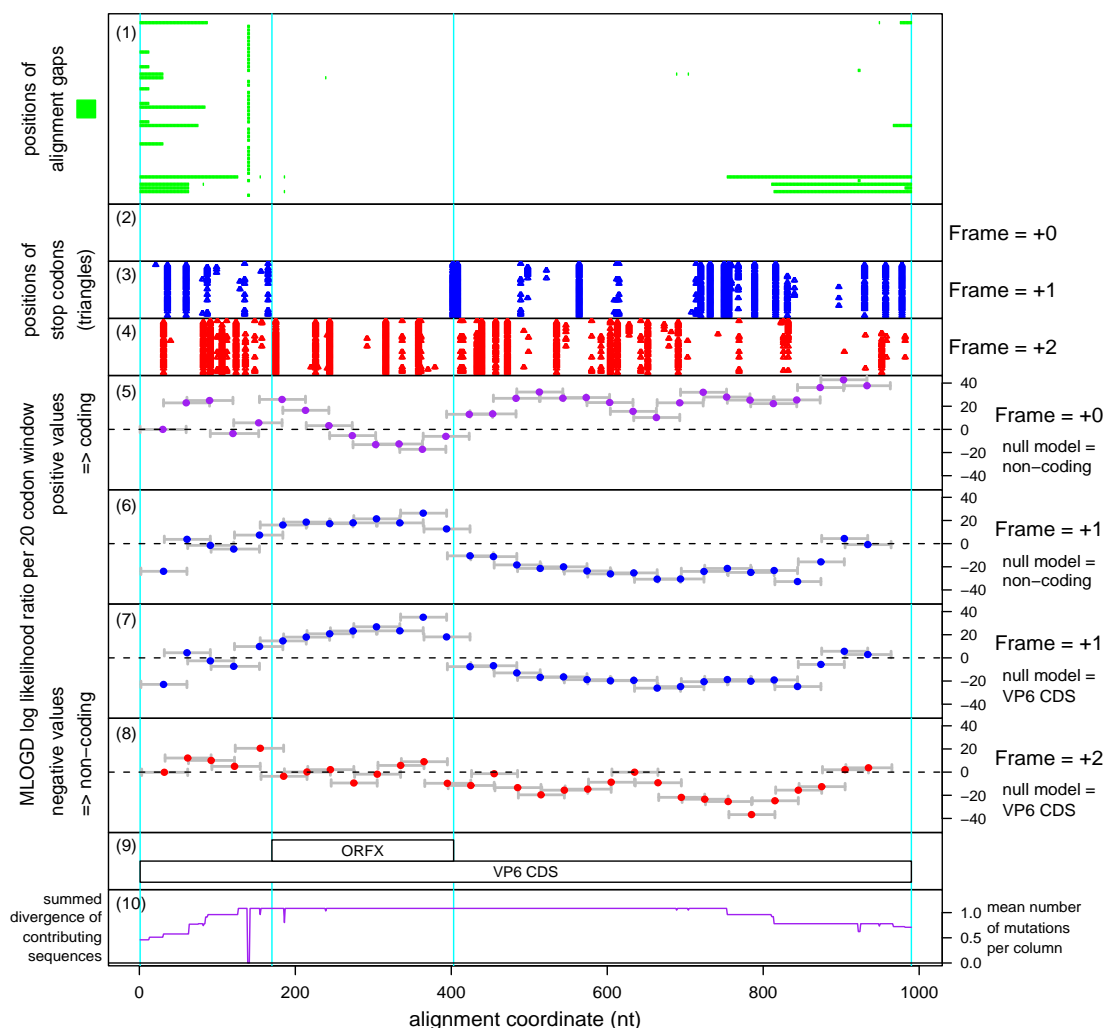 (1)
positions of
alignment gaps
(2)
Frame = +0
positions of
stop codons
(triangles)
(3)
Frame = +1
(4)
Frame = +2
MLOGD log likelihood ratio per 20 codon window
positive values
=> coding
negative values
=> non−coding
(5)
40
20
0
−20
−40
Frame = +0
null model =
non−coding
(6)
40
20
0
−20
−40
Frame = +1
null model =
non−coding
(7)
40
20
0
−20
−40
Frame = +1
null model =
VP6 CDS
(8)
40
20
0
−20
−40
Frame = +2
null model =
VP6 CDS
(9)
ORFX
VP6 CDS
(10)
summed
divergence of
contributing
sequences
1.0
0.5
0.0
mean number
of mutations
per column
0 200 400 600 800 1000
alignment coordinate (nt)